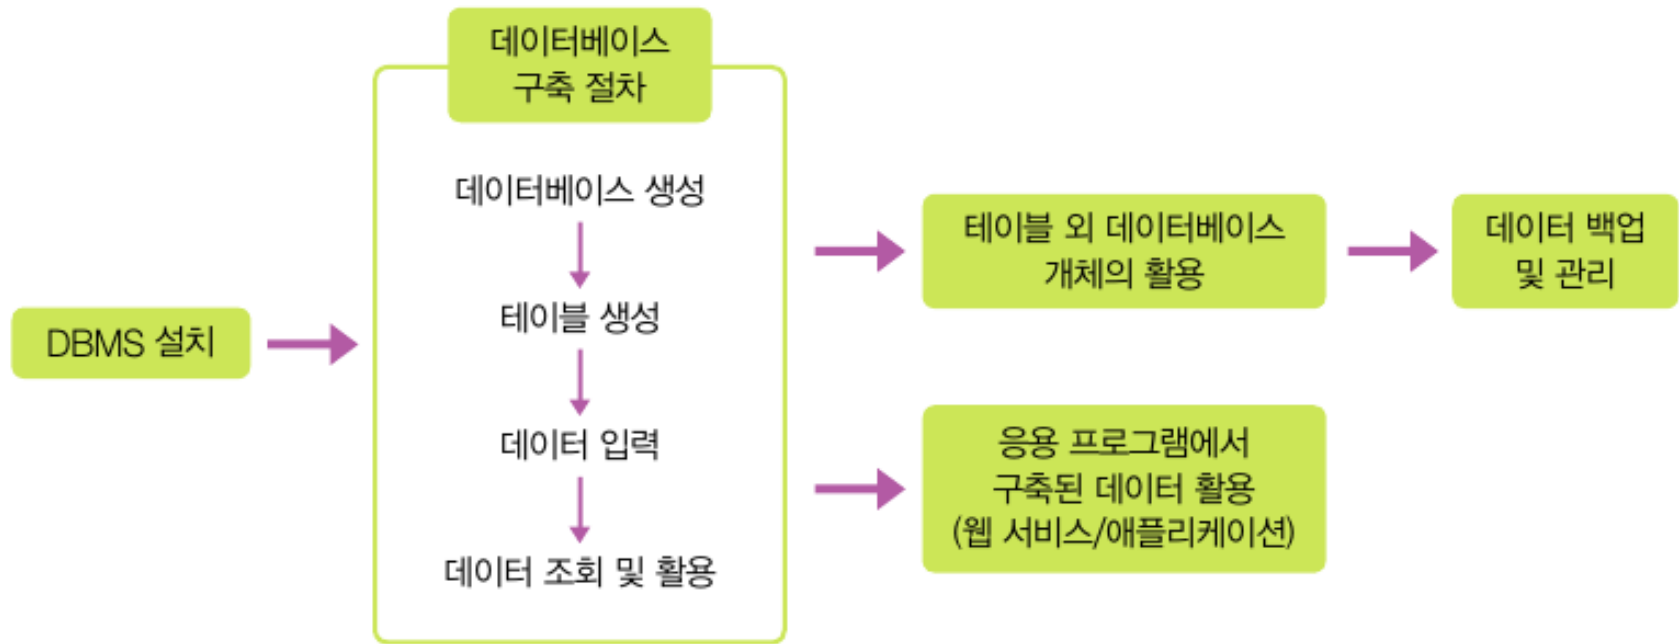 DBMS 설치
데이터베이스
구축 절차
데이터베이스 생성
테이블 생성
데이터 입력
데이터 조회 및 활용
테이블 외 데이터베이스
개체의 활용
데이터 백업
및 관리
응용 프로그램에서
구축된 데이터 활용
(웹 서비스/애플리케이션)